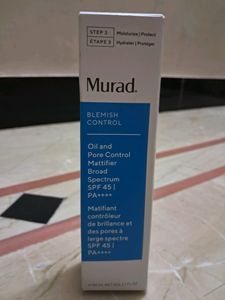 STEP 3
Moisturize | Protect
ÉTAPE 3
Hydrater | Protéger
Murad.
BLEMISH
CONTROL
Oil and
Pore Control
Mattifier
Broad
Spectrum
SPF 45 |
PA++++
Matifiant
contrôleur
de brillance et
des pores à
large spectre
SPF 45 |
PA++++